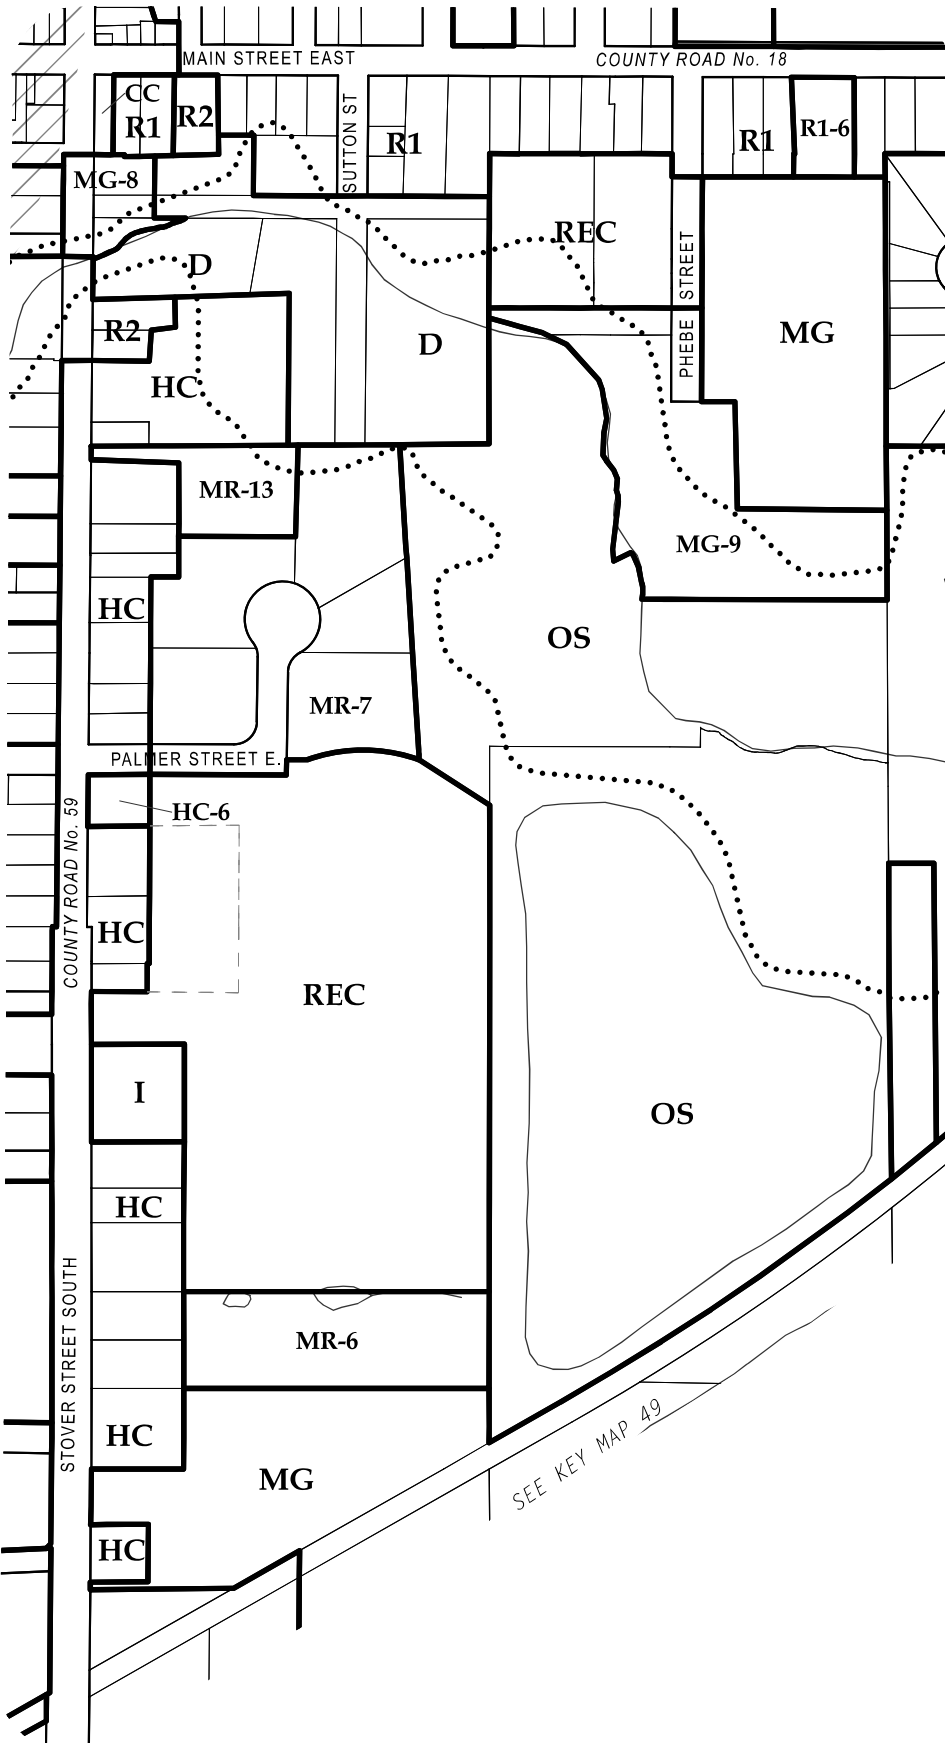 MAIN STREET EAST
COUNTY ROAD No. 18
CC
R1
R2
SUTTON ST
R1
R1
R1-6
MG-8
REC
STREET
D
PHEBE
MG
R2
D
HC
MR-13
MG-9
HC
OS
MR-7
PALMER STREET E.
HC-6
COUNTY ROAD No. 59
HC
REC
I
OS
HC
MR-6
STOVER STREET SOUTH
HC
SEE KEY MAP 49
MG
HC